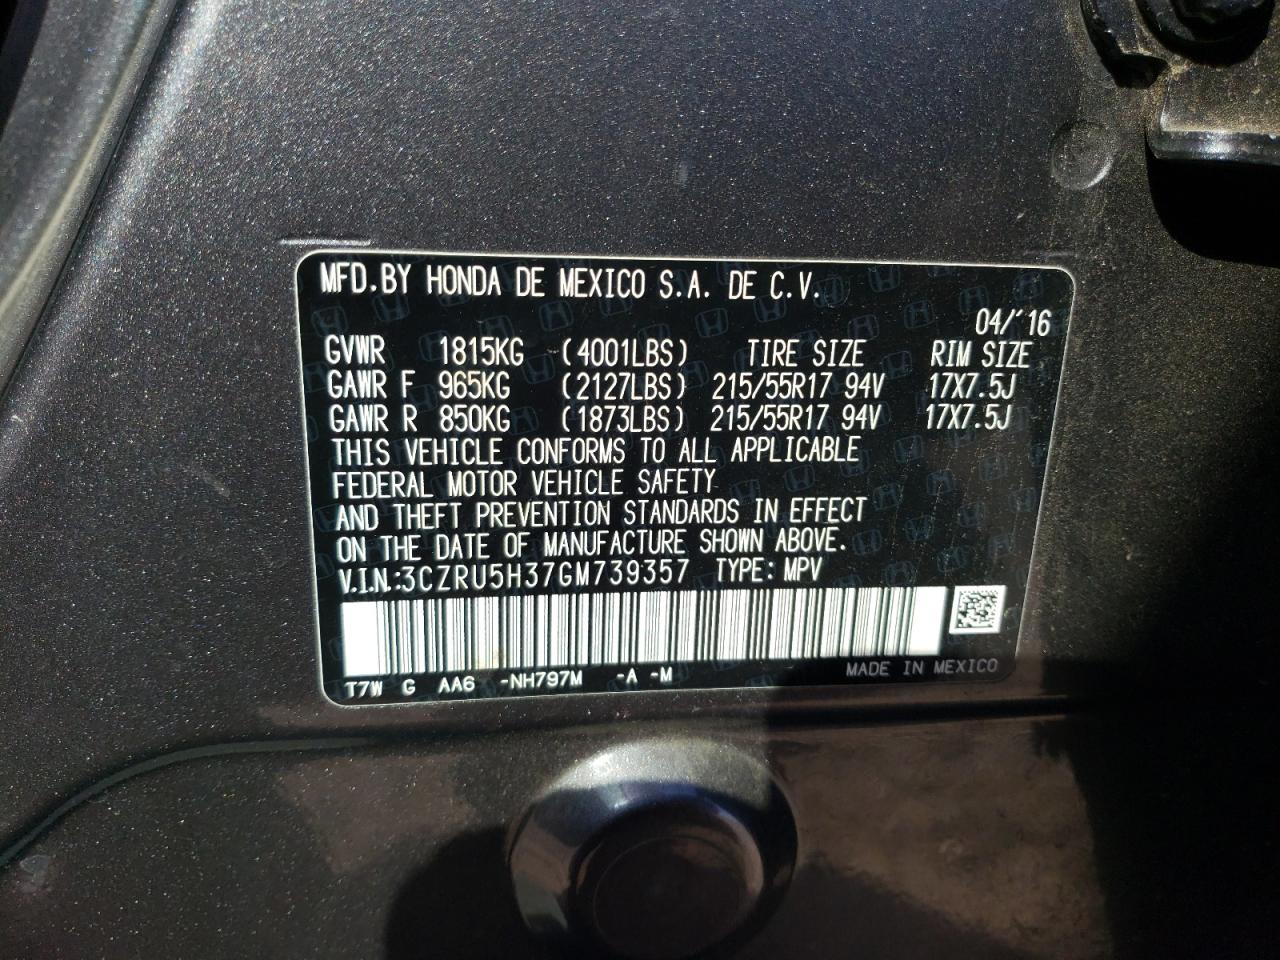 MFD.BY HONDA DE MEXICO S.A. DE C.V.
04/'16
GVWR 1815KG (4001LBS) TIRE SIZE RIM SIZE
GAWR F 965KG (2127LBS) 215/55R17 94V 17X7.5J
GAWR R 850KG (1873LBS) 215/55R17 94V 17X7.5J
THIS VEHICLE CONFORMS TO ALL APPLICABLE
FEDERAL MOTOR VEHICLE SAFETY
AND THEFT PREVENTION STANDARDS IN EFFECT
ON THE DATE OF MANUFACTURE SHOWN ABOVE.
V.I.N.:3CZRU5H37GM739357 TYPE: MPV
T7W G AA6 -NH797M -A -M MADE IN MEXICO